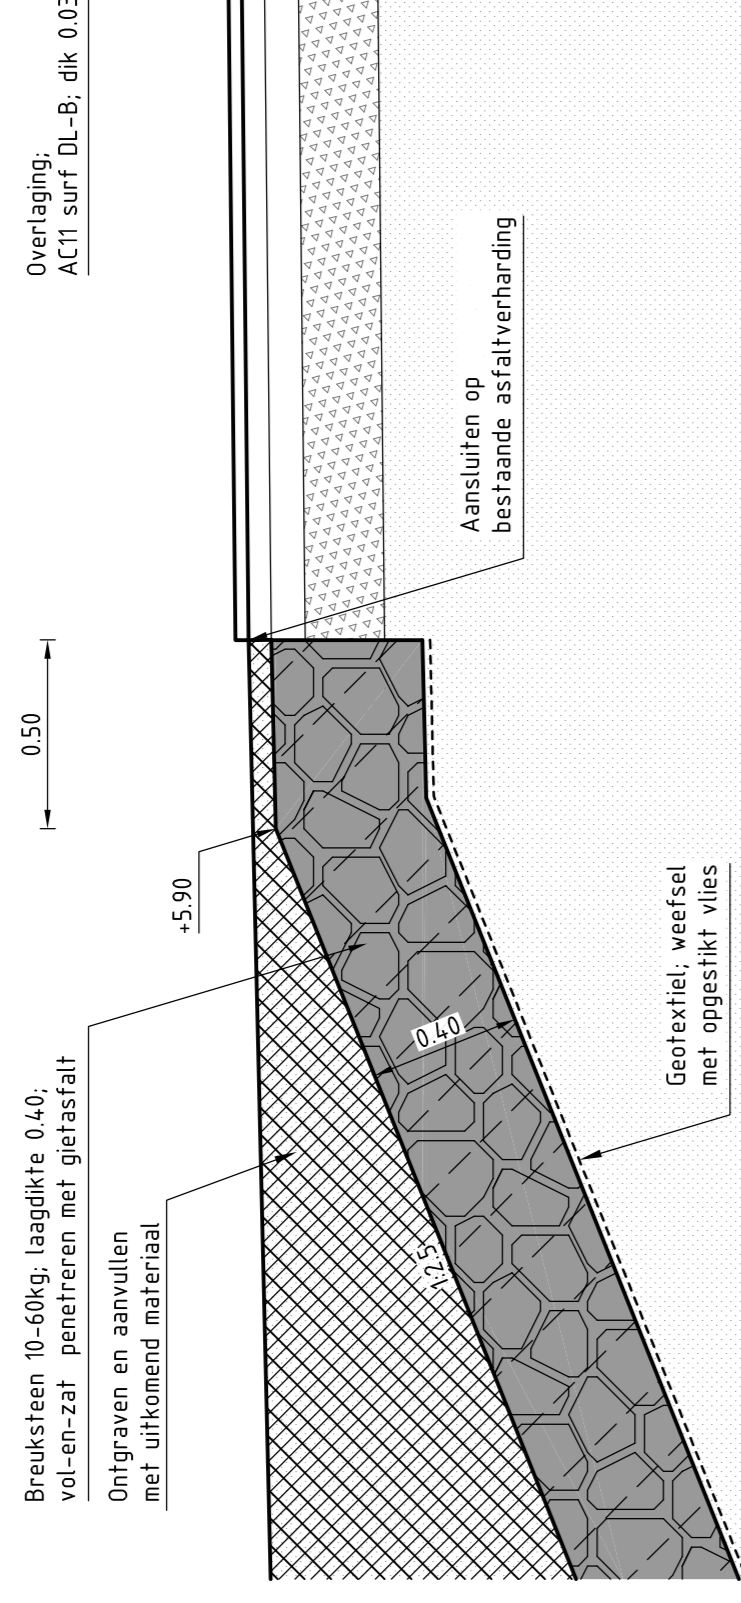 Breuksteen 10-60kg; laagdikte 0.40;
vol-en-zat penetreren met gietasfalt
Ontgraven en aanvullen
met uitkomend materiaal
+5.90
0.50
Overlaging;
AC11 surf DL-B; dik 0.03
1:2.5
0.40
Aansluiten op
bestaande asfaltverharding
Geotextiel; weefsel
met opgestikt vlies